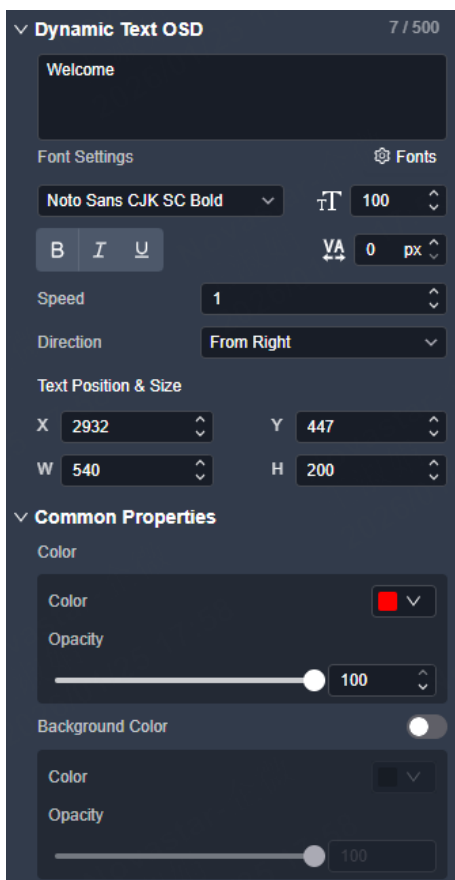 Dynamic Text OSD 7 / 500
Welcome
Font Settings Fonts
Noto Sans CJK SC Bold TT 100
B I U VA 0 px
Speed 1
Direction From Right
Text Position & Size
X 2932 Y 447
W 540 H 200
Common Properties
Color
Color
Opacity
100
Background Color
Color
Opacity
100